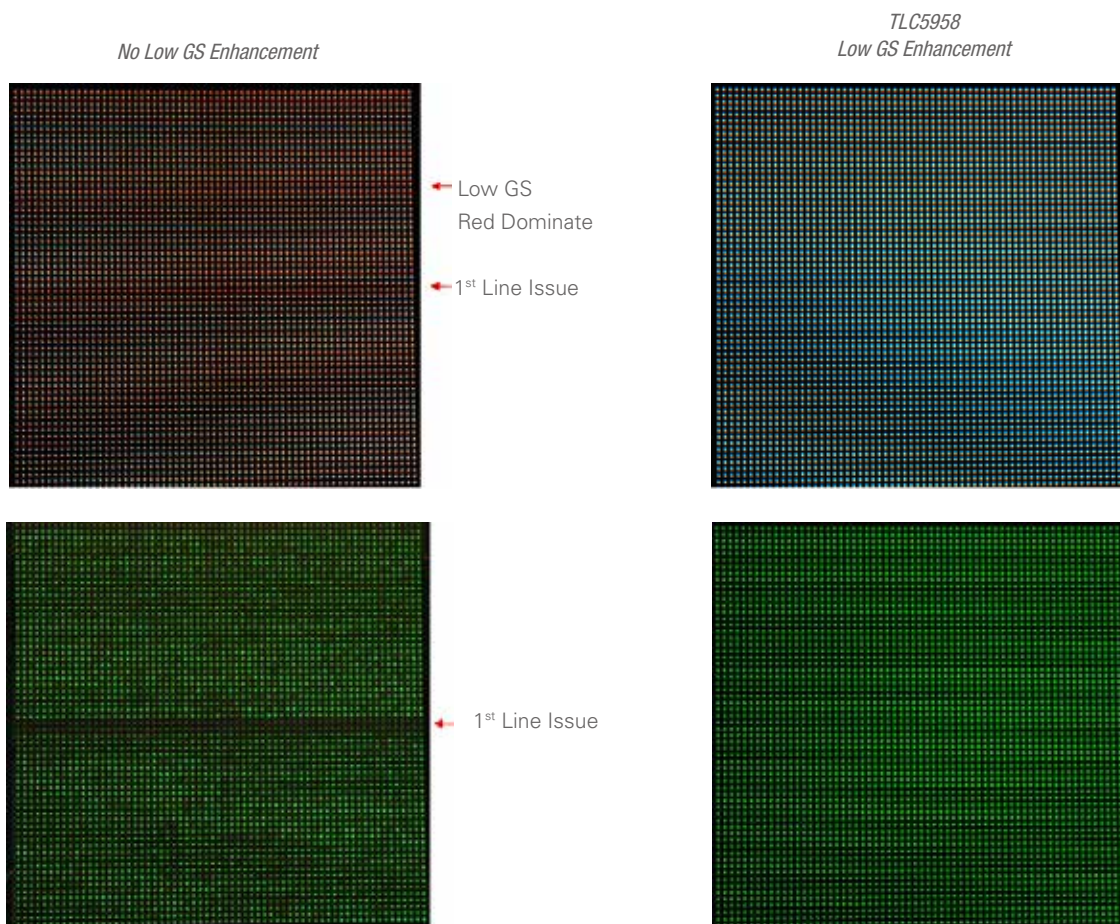 No Low GS Enhancement
TLC5958
Low GS Enhancement
Low GS
Red Dominate
1st Line Issue
1st Line Issue